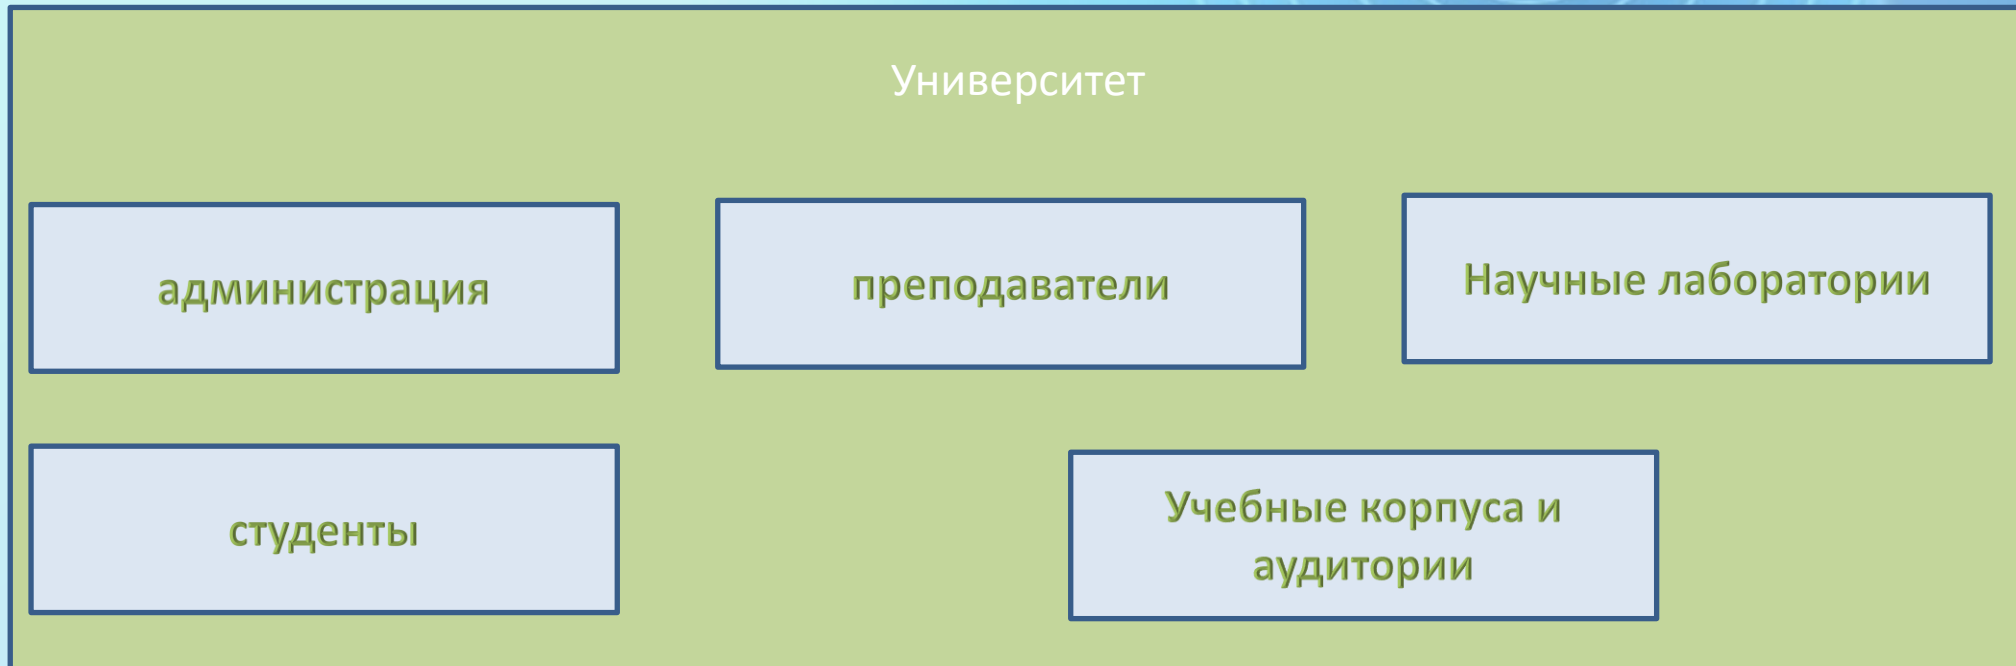 Университет
администрация
преподаватели
Научные лаборатории
студенты
Учебные корпуса и
аудитории